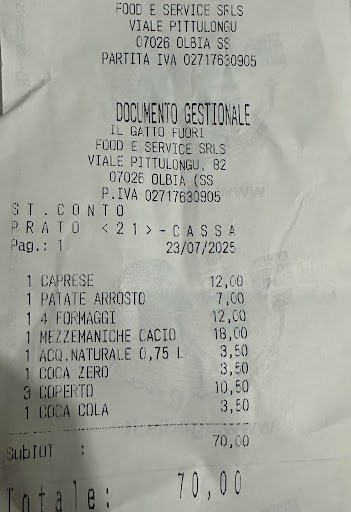 FOOD E SERVICE SRLS
VIALE PITTULONGU
07026 OLBIA SS
PARTITA IVA 02717630905
DOCUMENTO GESTIONALE
IL GATTO FUORI
FOOD E SERVICE SRLS
VIALE PITTULONGU, 82
07026 OLBIA (SS
P.IVA 02717630905
ST.CONTO
PRATO <21>-CASSA
Pag.: 1 23/07/2025
1 CAPRESE 12,00
1 PATATE ARROSTO 7,00
1 4 FORMAGGI 12,00
1 MEZZEMANICHE CACIO 18,00
1 ACQ.NATURALE 0,75 L 3,50
1 COCA ZERO 3,50
3 COPERTO 10,50
1 COCA COLA 3,50
SubTot : 70,00
Totale: 70,00